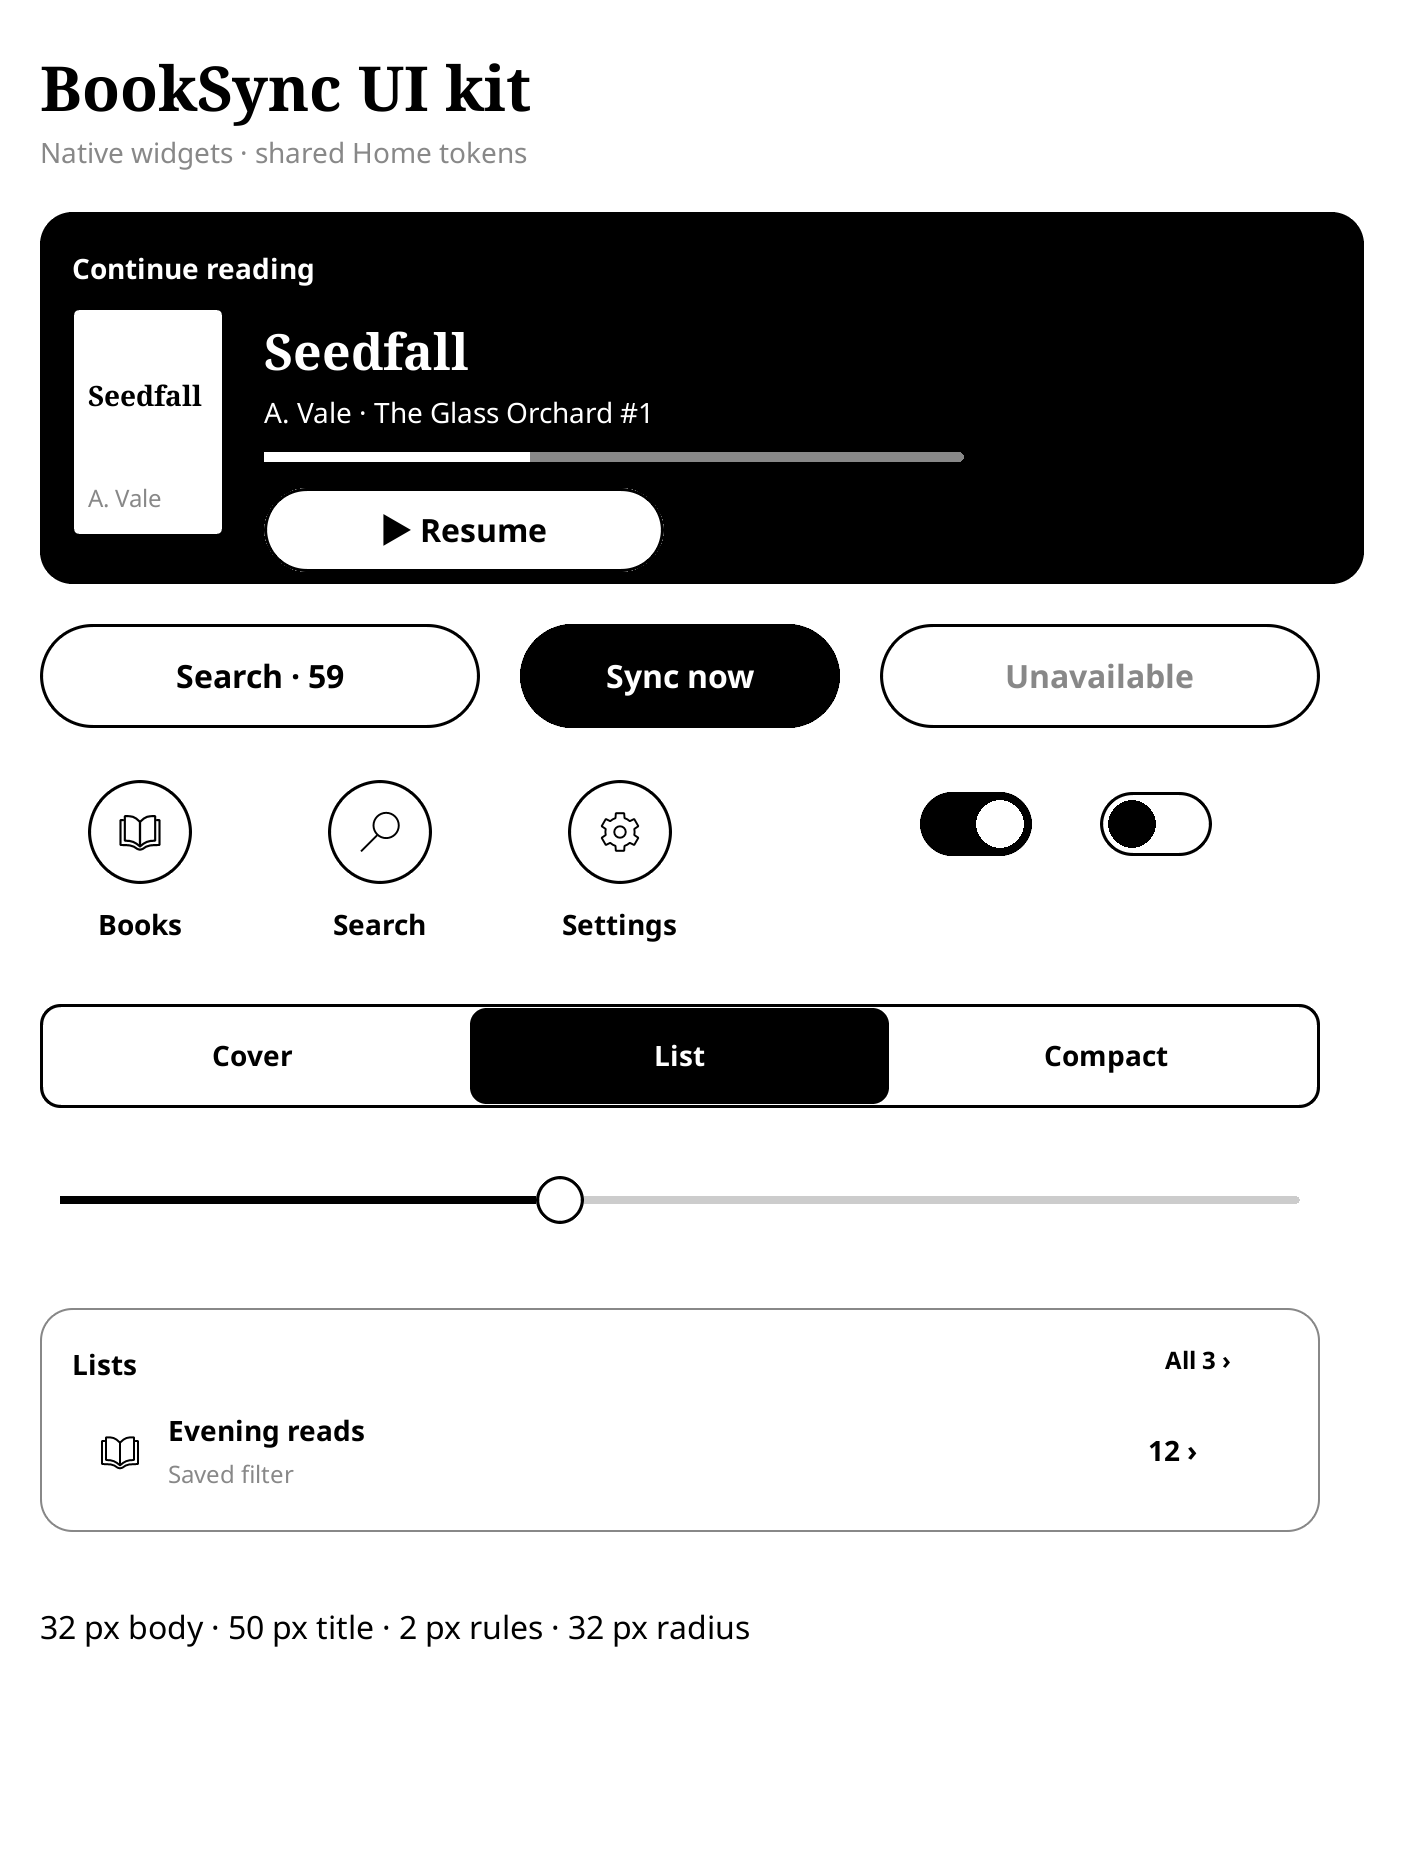 BookSync UI kit
Native widgets · shared Home tokens
Continue reading
Seedfall
A. Vale
Seedfall
A. Vale · The Glass Orchard #1
▶ Resume
Search · 59
Sync now
Unavailable
Books
Search
Settings
Cover
List
Compact
Lists
All 3 ›
Evening reads
Saved filter
12 ›
32 px body · 50 px title · 2 px rules · 32 px radius